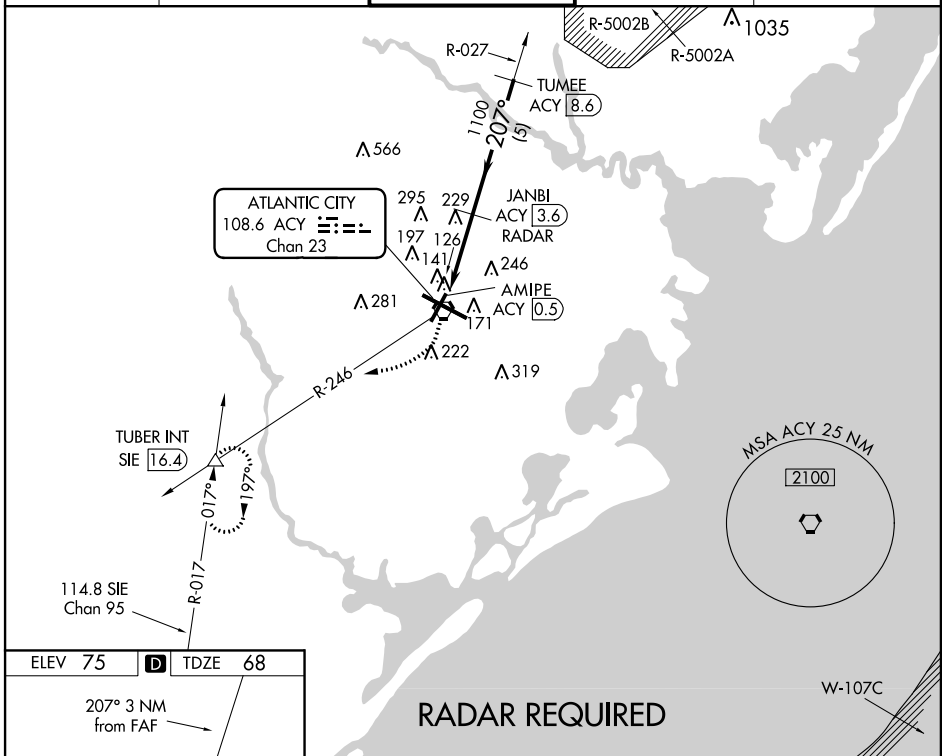 R-5002B
1035
R-5002A
R-027
TUMEE
ACY 8.6
1100
207°
(5)
566
ATLANTIC CITY
108.6 ACY
Chan 23
295
229
JANBI
ACY 3.6
RADAR
197
126
141
246
AMIPE
ACY 0.5
281
171
222
319
R-246
TUBER INT
SIE 16.4
017°
197°
R-017
114.8 SIE
Chan 95
MSA ACY 25 NM
2100
ELEV 75 D TDZE 68
207° 3 NM
from FAF
RADAR REQUIRED
W-107C